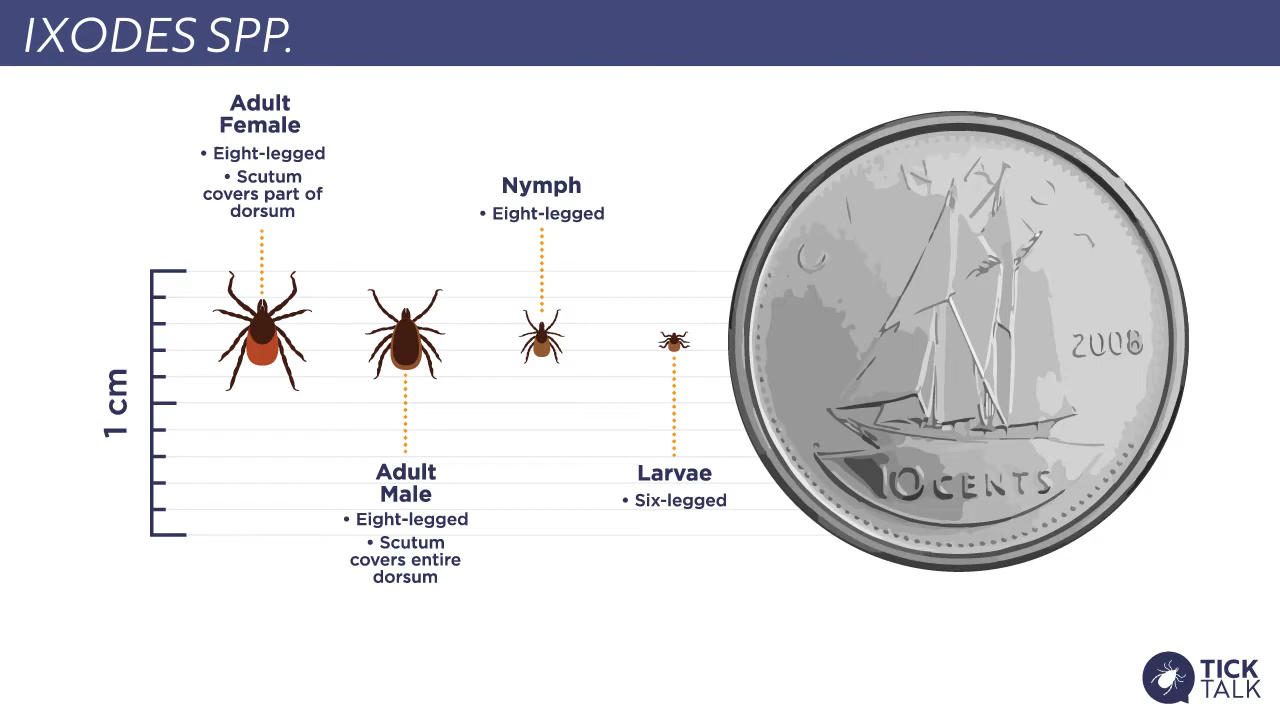 IXODES SPP.
Adult
Female
• Eight-legged
• Scutum
covers part of
dorsum
Nymph
• Eight-legged
1 cm
Adult
Male
• Eight-legged
• Scutum
covers entire
dorsum
Larvae
• Six-legged
2008
10 CENTS
TICK
TALK